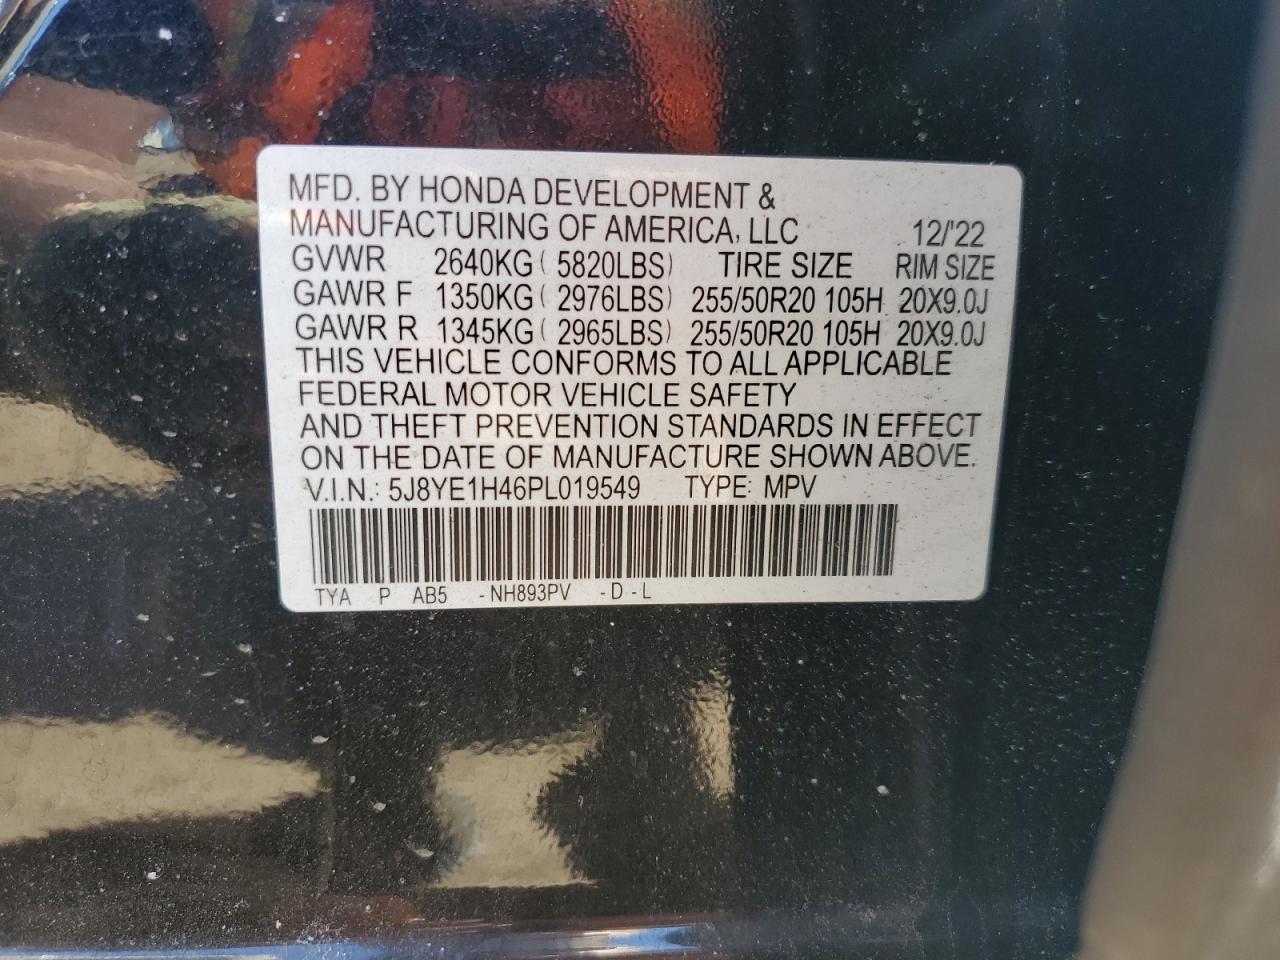 MFD. BY HONDA DEVELOPMENT &
MANUFACTURING OF AMERICA, LLC 12/'22
GVWR 2640KG ( 5820LBS) TIRE SIZE RIM SIZE
GAWR F 1350KG ( 2976LBS) 255/50R20 105H 20X9.0J
GAWR R 1345KG ( 2965LBS) 255/50R20 105H 20X9.0J
THIS VEHICLE CONFORMS TO ALL APPLICABLE
FEDERAL MOTOR VEHICLE SAFETY
AND THEFT PREVENTION STANDARDS IN EFFECT
ON THE DATE OF MANUFACTURE SHOWN ABOVE.
V.I.N.: 5J8YE1H46PL019549 TYPE: MPV
TYA P AB5 -NH893PV -D-L